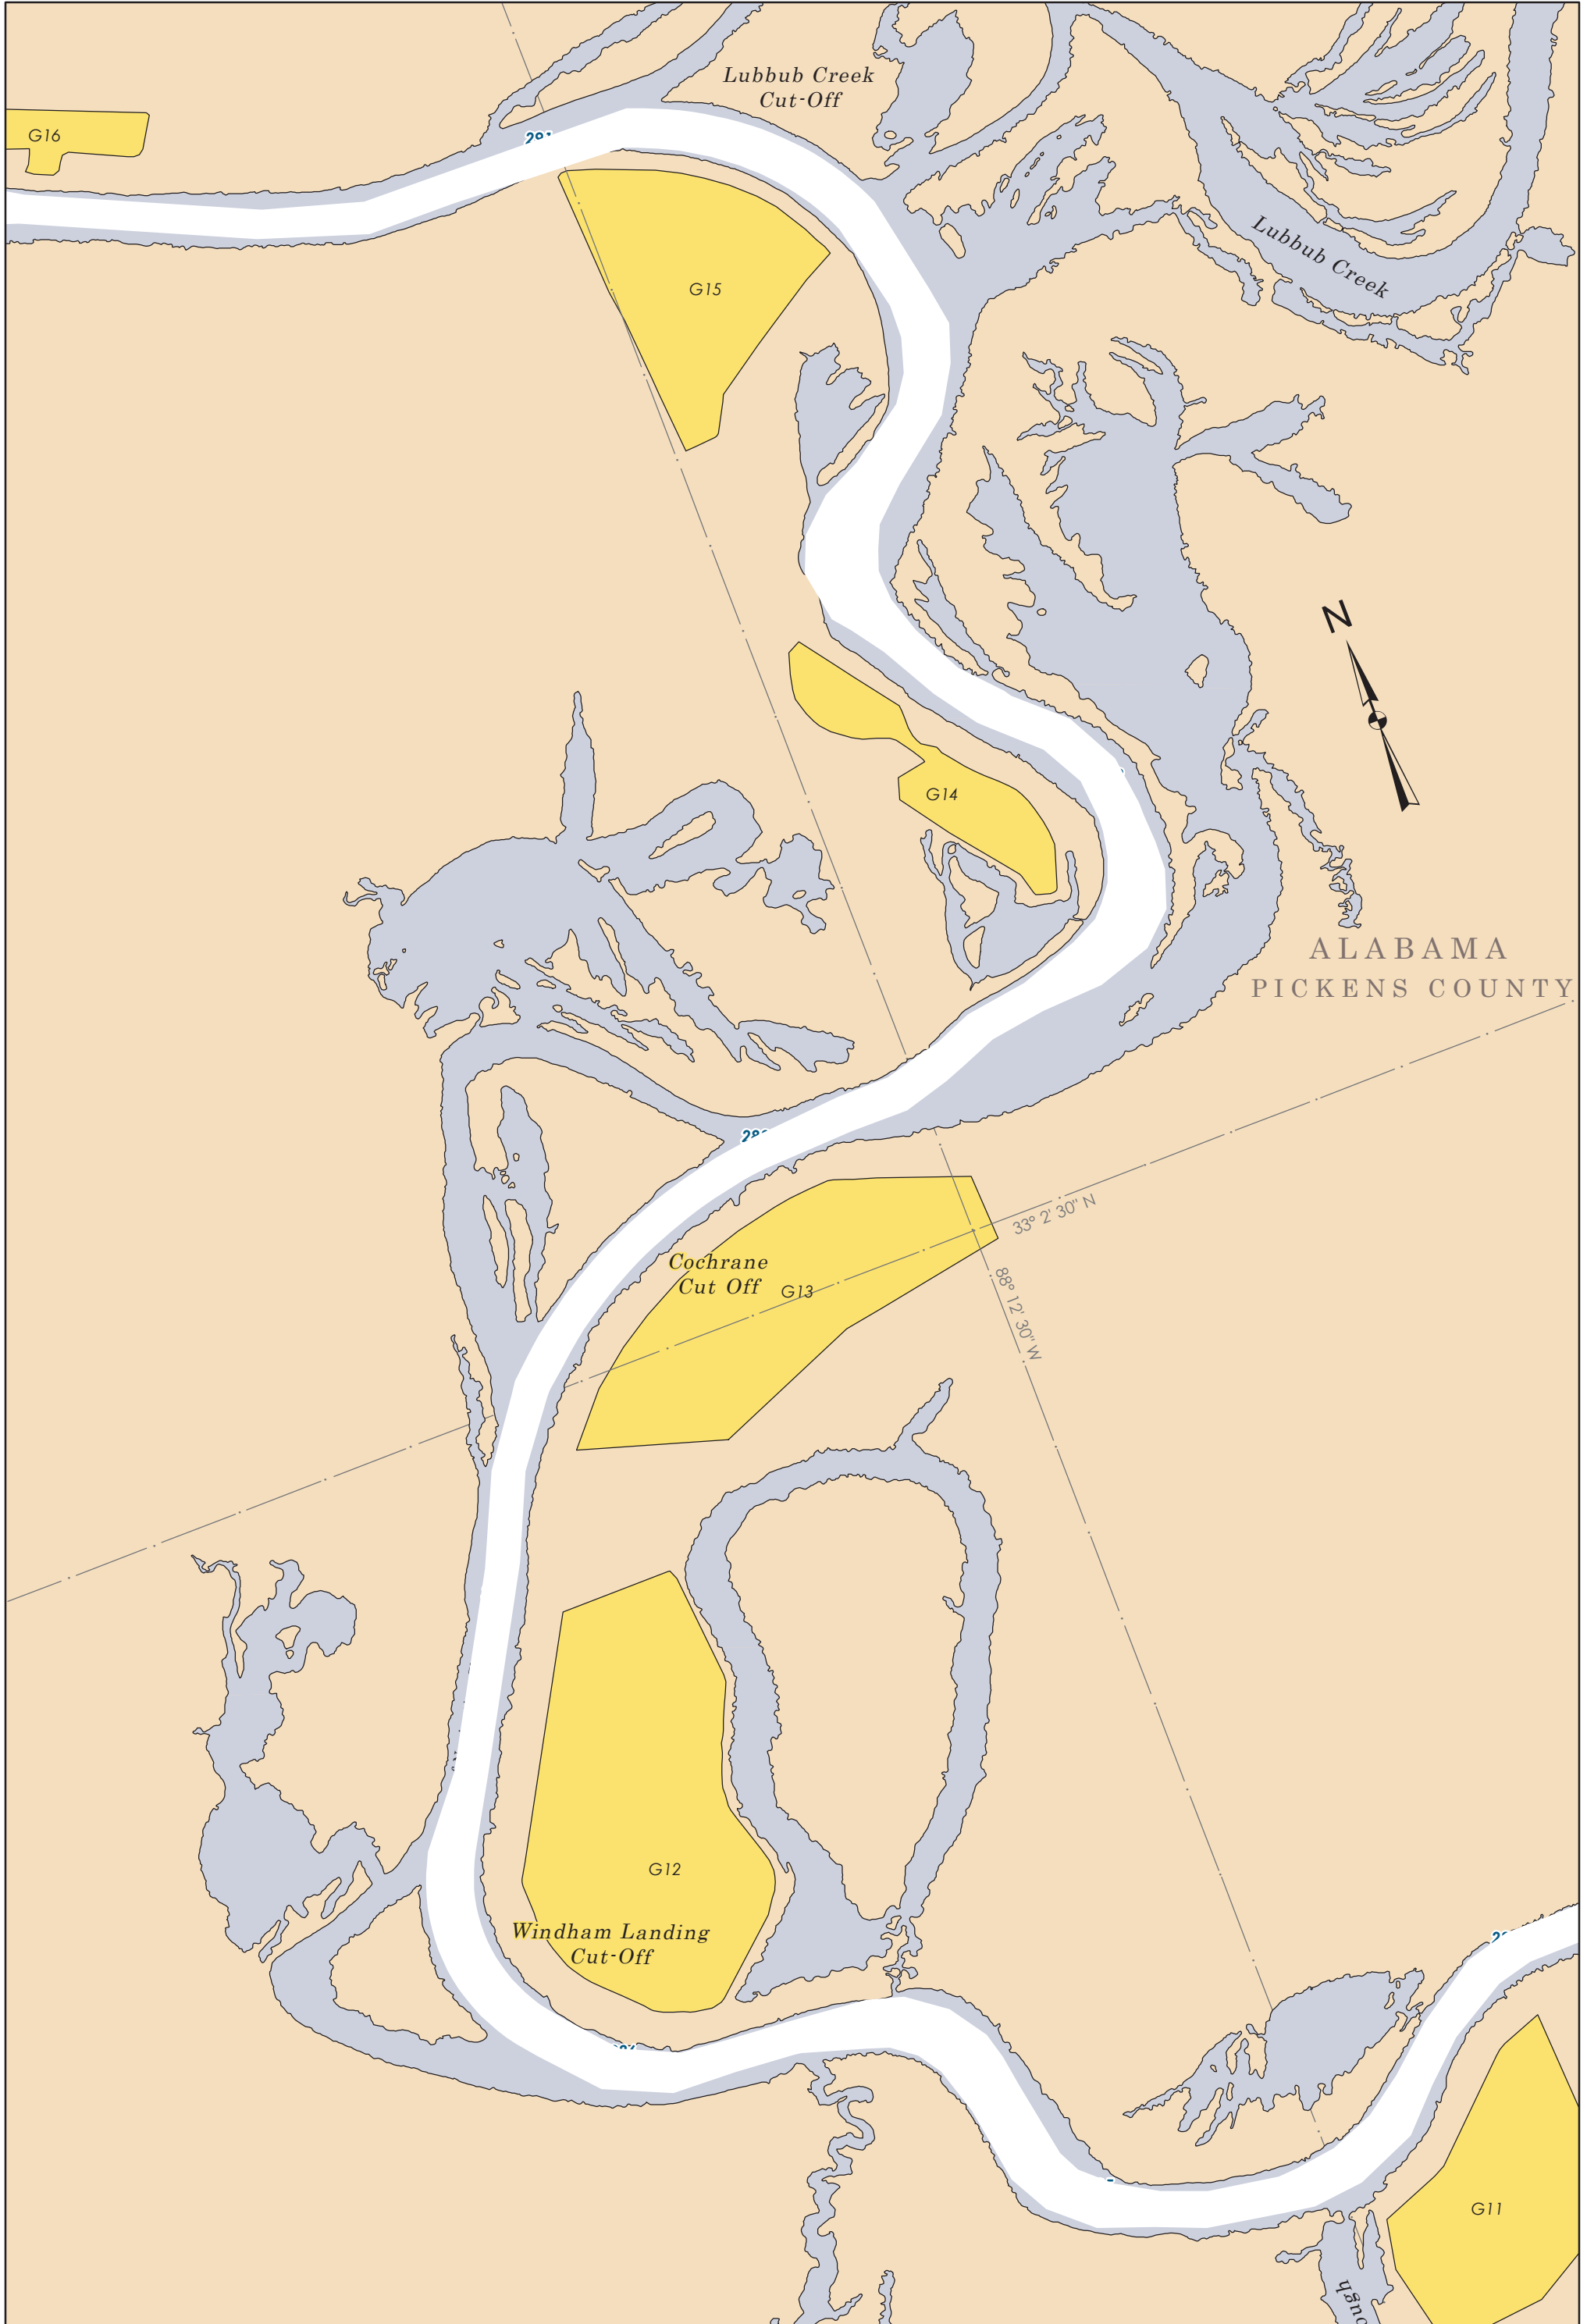 Lubbub Creek
Cut-Off
G16
291
Lubbub Creek
G15
N
G14
ALABAMA
PICKENS COUNTY
33° 2' 30" N
Cochrane
Cut Off
G13
88° 12' 30" W
G12
Windham Landing
Cut-Off
G11